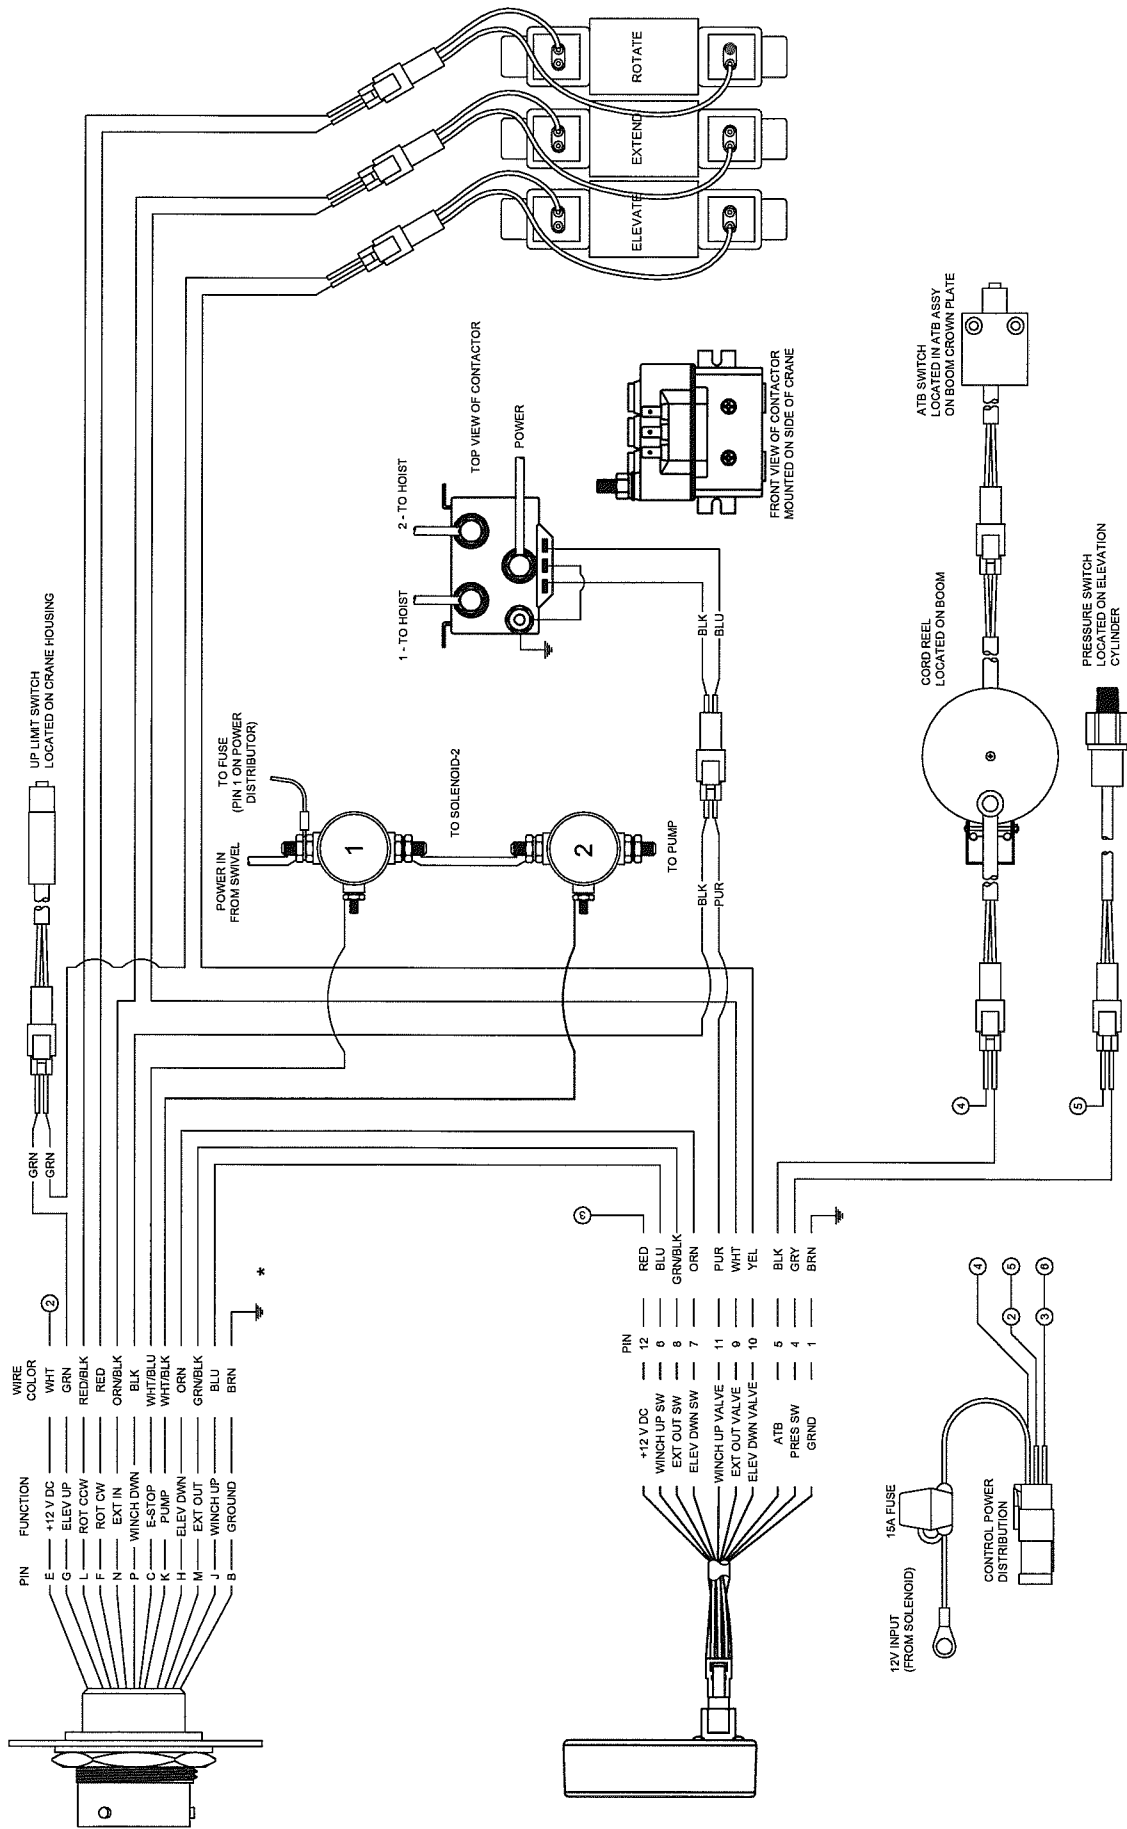 PIN FUNCTION WIRE
COLOR
E +12 V DC WHT 2
G ELEV UP GRN
L ROT CCW RED/BLK
F ROT CW RED
N EXT IN ORN/BLK
P WINCH DWN BLK
C E-STOP WHT/BLU
K PUMP WHT/BLK
H ELEV DWN ORN
M EXT OUT GRN/BLK
J WINCH UP BLU
B GROUND BRN
*
GRN
GRN
UP LIMIT SWITCH
LOCATED ON CRANE HOUSING
POWER IN
FROM SWIVEL
TO FUSE
(PIN 1 ON POWER
DISTRIBUTOR)
1
TO SOLENOID-2
2
TO PUMP
1 - TO HOIST
2 - TO HOIST
TOP VIEW OF CONTACTOR
POWER
BLK
BLU
BLK
PUR
FRONT VIEW OF CONTACTOR
MOUNTED ON SIDE OF CRANE
ELEVATE
EXTEND
ROTATE
3
PIN
+12 V DC 12 RED
WINCH UP SW 6 BLU
EXT OUT SW 8 GRN/BLK
ELEV DWN SW 7 ORN
WINCH UP VALVE 11 PUR
EXT OUT VALVE 9 WHT
ELEV DWN VALVE 10 YEL
ATB 5 BLK
PRES SW 4 GRY
GRND 1 BRN
12V INPUT
(FROM SOLENOID)
15A FUSE
CONTROL POWER
DISTRIBUTION
4
2 5
3 6
4
5
CORD REEL
LOCATED ON BOOM
ATB SWITCH
LOCATED IN ATB ASSY
ON BOOM CROWN PLATE
PRESSURE SWITCH
LOCATED ON ELEVATION
CYLINDER